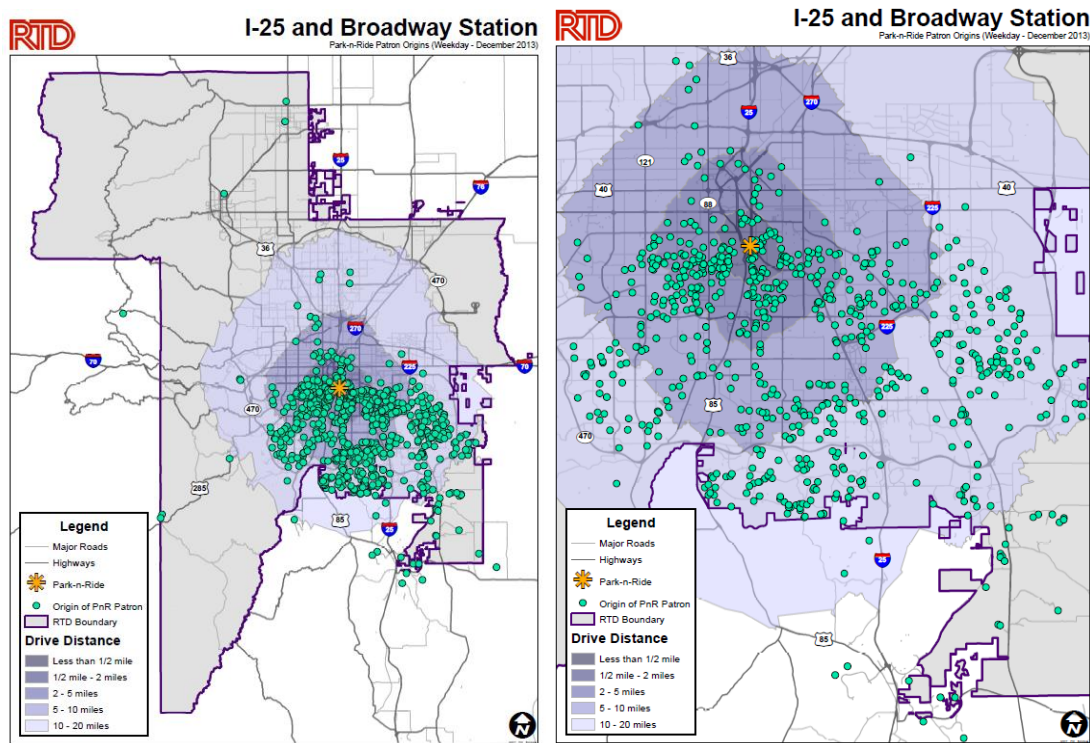 RTD
I-25 and Broadway Station
Park-n-Ride Patron Origins (Weekday - December 2013)
25
76
36
470
270
70
225
70
470
285
85
25
Legend
Major Roads
Highways
Park-n-Ride
Origin of PnR Patron
RTD Boundary
Drive Distance
Less than 1/2 mile
1/2 mile - 2 miles
2 - 5 miles
5 - 10 miles
10 - 20 miles
N
RTD
I-25 and Broadway Station
Park-n-Ride Patron Origins (Weekday - December 2013)
36
270
25
121
40
40
88
225
225
85
470
25
85
Legend
Major Roads
Highways
Park-n-Ride
Origin of PnR Patron
RTD Boundary
Drive Distance
Less than 1/2 mile
1/2 mile - 2 miles
2 - 5 miles
5 - 10 miles
10 - 20 miles
N